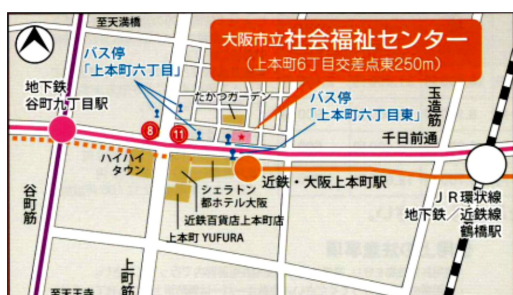 至天満橋
大阪市立社会福祉センター
（上本町6丁目交差点東250m）
バス停
「上本町六丁目」
地下鉄
谷町九丁目駅
たかつガーデン
バス停
「上本町六丁目東」
玉造筋
8
11
千日前通
ハイハイ
タウン
シェラトン
都ホテル大阪
近鉄・大阪上本町駅
近鉄百貨店上本町店
上本町 YUFURA
谷町筋
上町筋
至天王寺
ＪＲ環状線
地下鉄／近鉄線
鶴橋駅